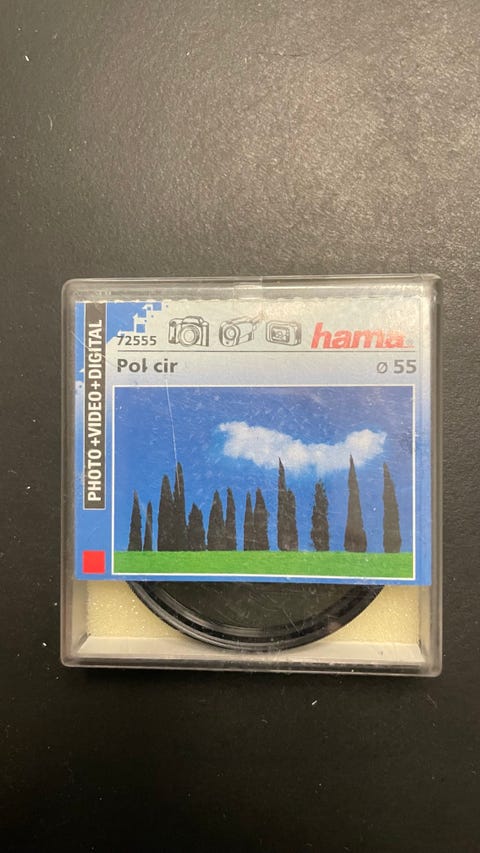 PHOTO+VIDEO+DIGITAL
72555
hama®
Pol cir
ø 55